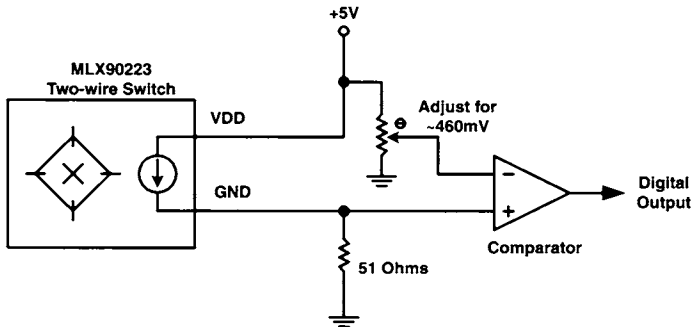 +5V
MLX90223
Two-wire Switch
VDD
Adjust for
~460mV
GND
−
+
Digital
Output
Comparator
51 Ohms